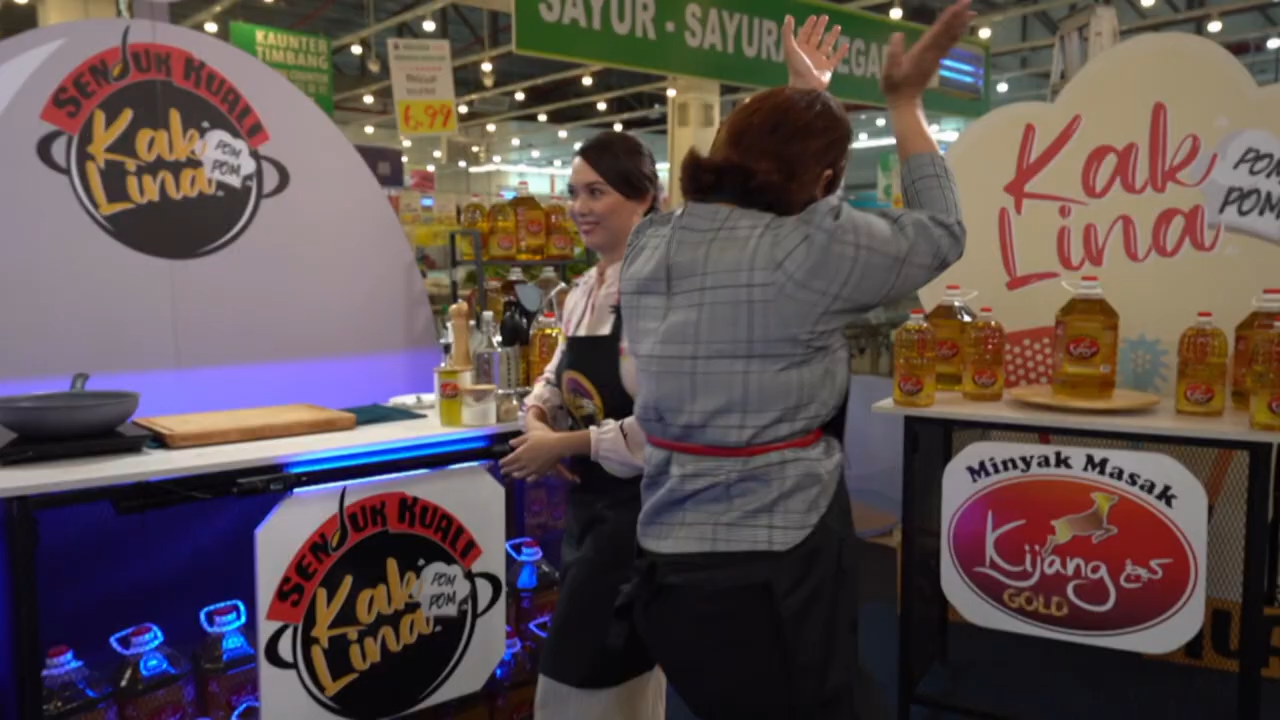 SENDUK KUALI
Kak
Lina
POM
POM
KAUNTER
TIMBANG
6.99
SAYUR - SAYURAN SEGAR
Kak
Lina
POM
POM
SENDUK KUALI
Kak
Lina
POM
POM
Minyak Masak
Kijang
GOLD